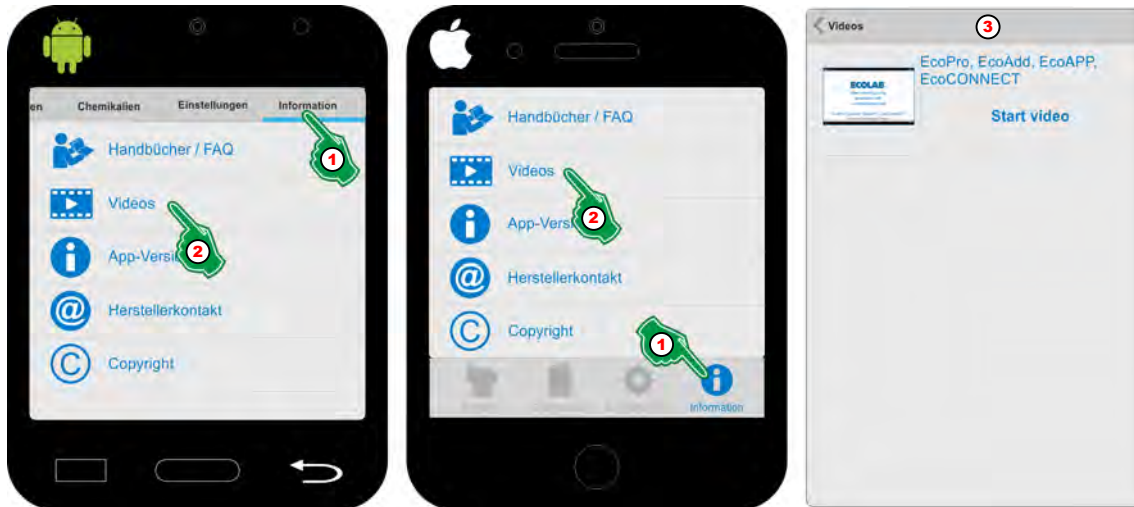 en Chemikalien Einstellungen Information
1
Handbücher / FAQ
Videos
2
App-Versi
Herstellerkontakt
Copyright
Handbücher / FAQ
Videos
2
App-Versi
Herstellerkontakt
Copyright
1
Information
Videos
3
EcoPro, EcoAdd, EcoAPP,
EcoCONNECT
ECOLAB
Start video